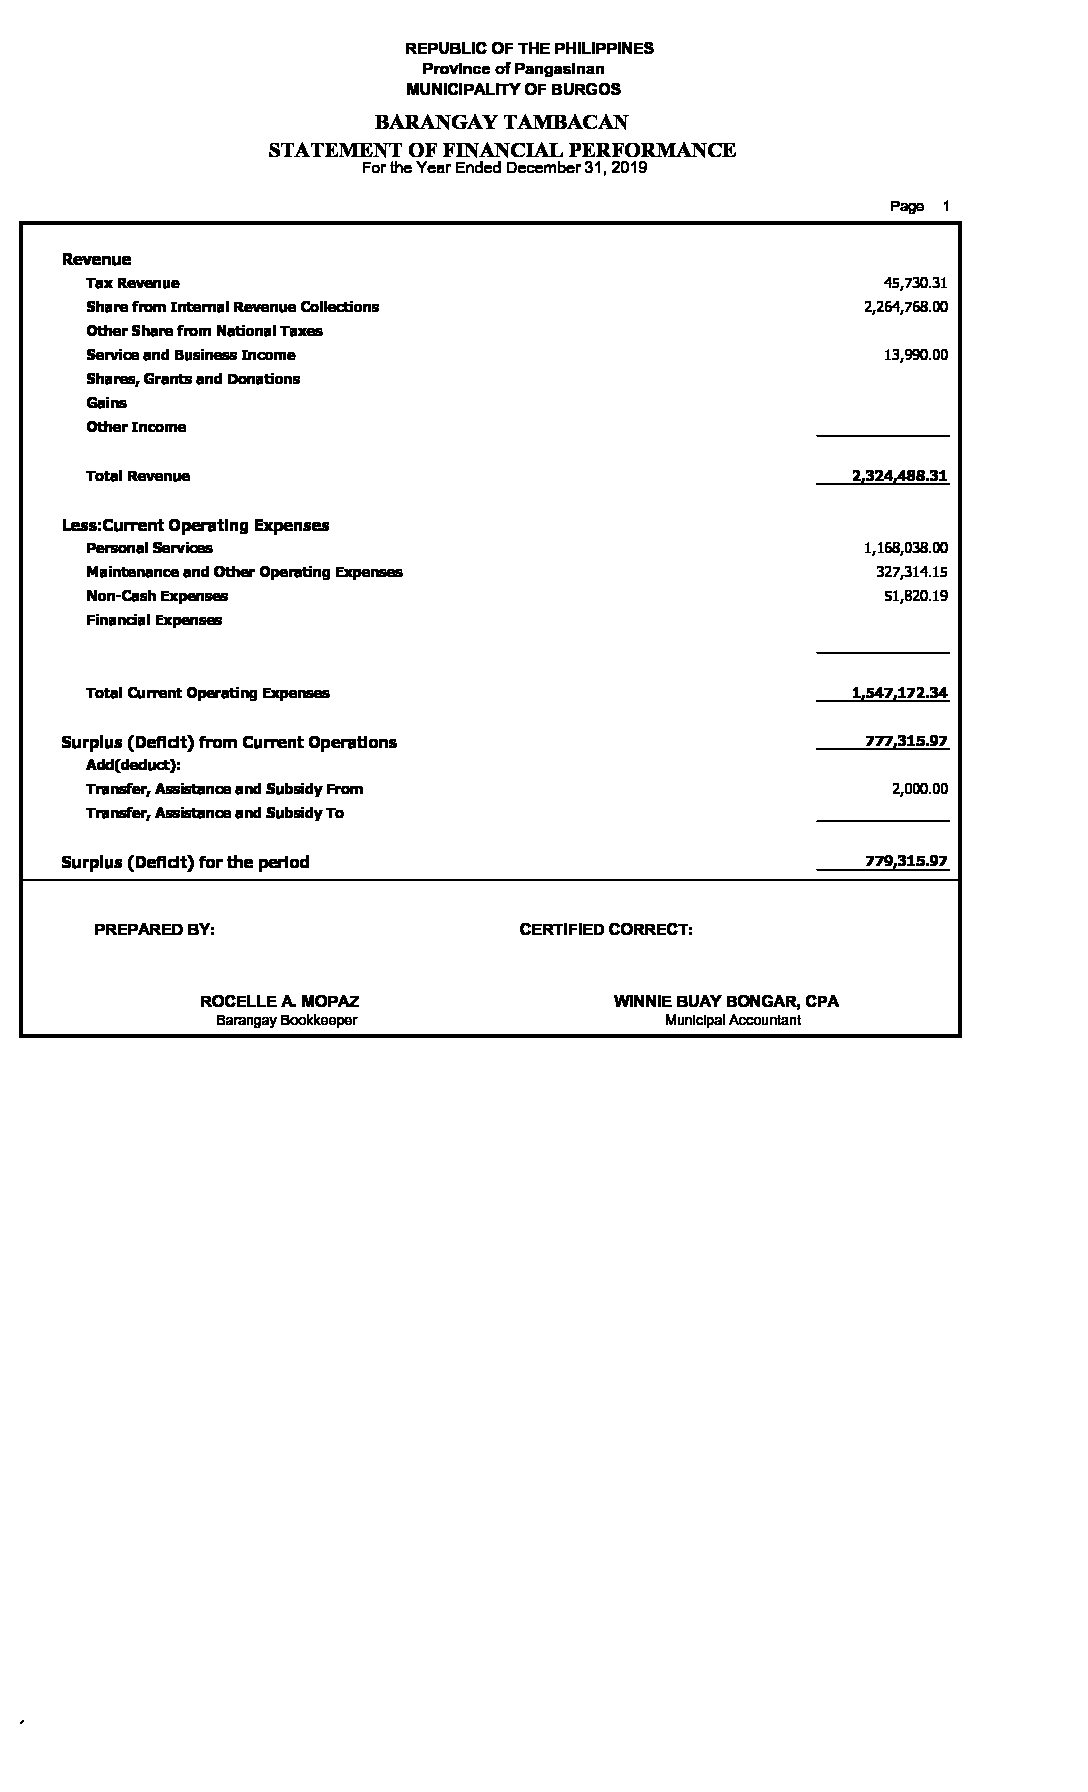 REPUBLIC OF THE PHILIPPINES
Province of Pangasinan
MUNICIPALITY OF BURGOS
BARANGAY TAMBACAN
STATEMENT OF FINANCIAL PERFORMANCE
For the Year Ended December 31, 2019
Page 1
Revenue
Tax Revenue 45,730.31
Share from Internal Revenue Collections 2,264,768.00
Other Share from National Taxes
Service and Business Income 13,990.00
Shares, Grants and Donations
Gains
Other Income
Total Revenue 2,324,488.31
Less:Current Operating Expenses
Personal Services 1,168,038.00
Maintenance and Other Operating Expenses 327,314.15
Non-Cash Expenses 51,820.19
Financial Expenses
Total Current Operating Expenses 1,547,172.34
Surplus (Deficit) from Current Operations 777,315.97
Add(deduct):
Transfer, Assistance and Subsidy From 2,000.00
Transfer, Assistance and Subsidy To
Surplus (Deficit) for the period 779,315.97
PREPARED BY: CERTIFIED CORRECT:
ROCELLE A. MOPAZ WINNIE BUAY BONGAR, CPA
Barangay Bookkeeper Municipal Accountant